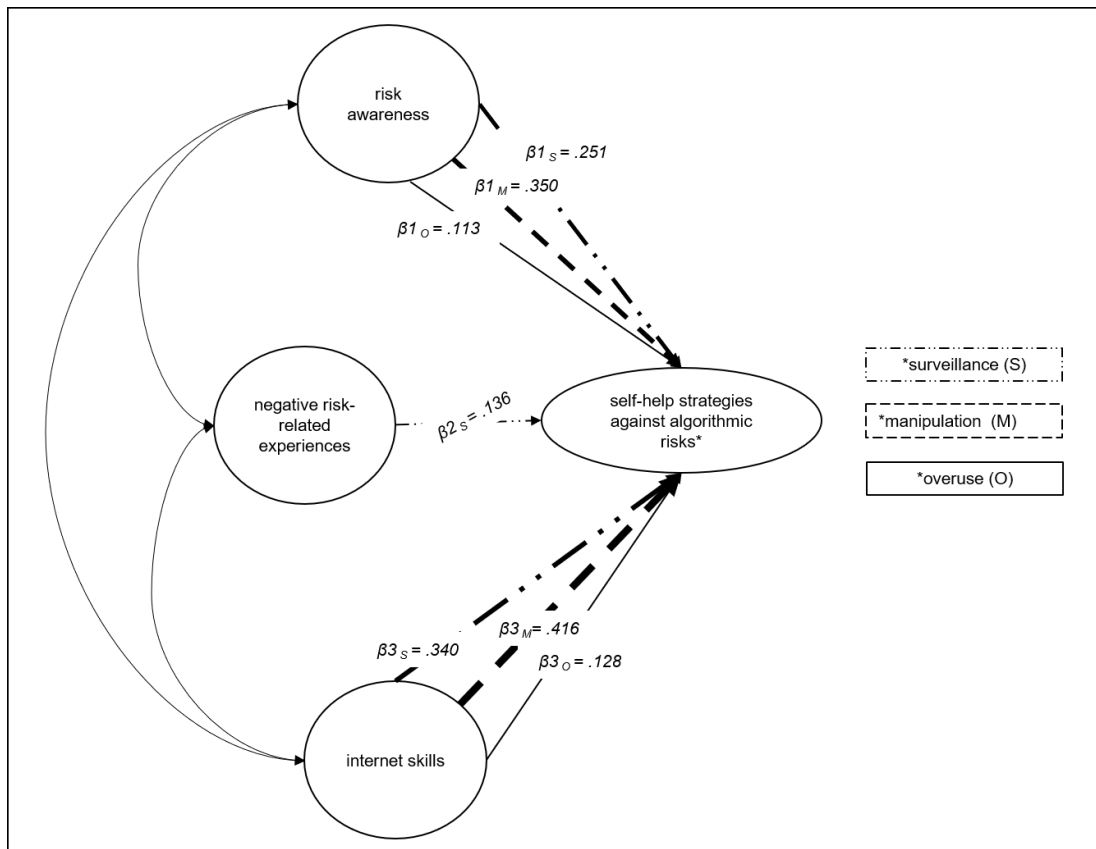 risk
awareness
β1 S = .251
β1 M = .350
β1 O = .113
negative risk-
related
experiences
β2 S = .136
self-help strategies
against algorithmic
risks*
*surveillance (S)
*manipulation (M)
*overuse (O)
β3 S = .340
β3 M= .416
β3 O = .128
internet skills